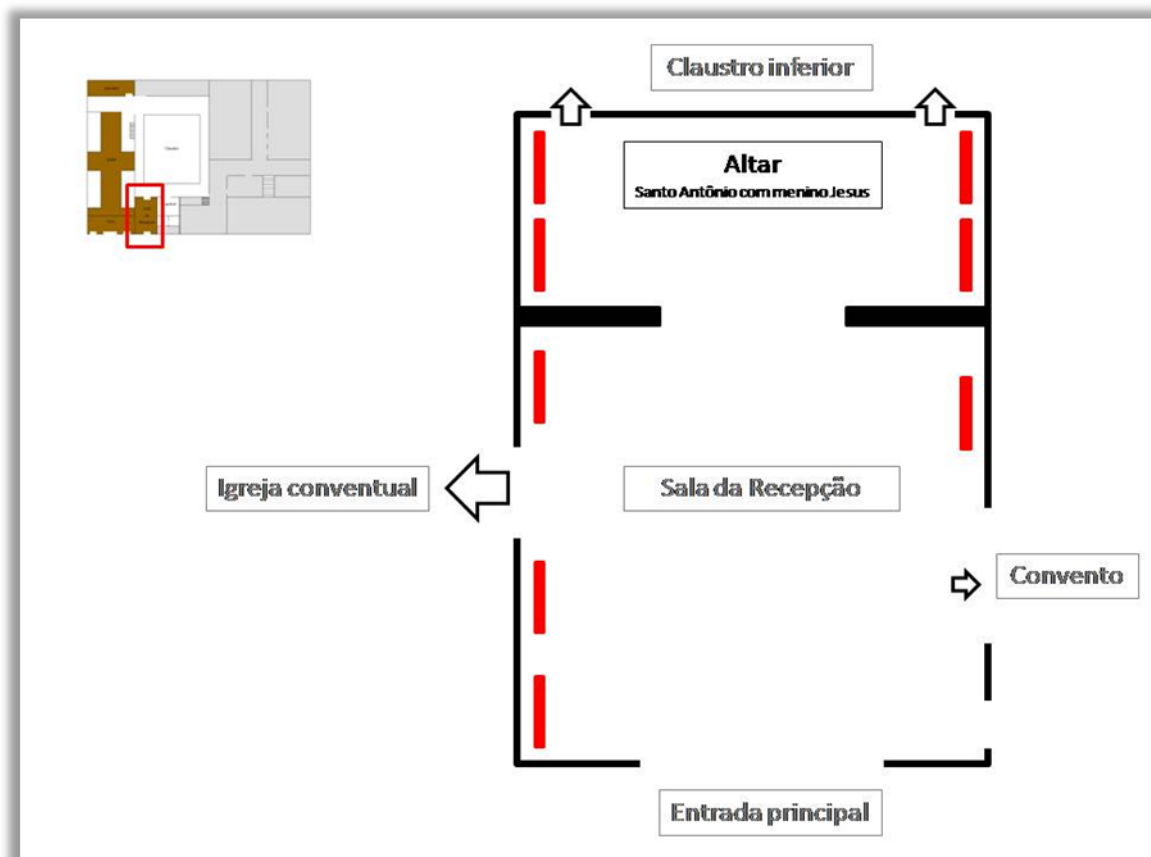 Claustro inferior
Altar
Santo Antônio com menino Jesus
Igreja conventual
Sala da Recepção
Convento
Entrada principal